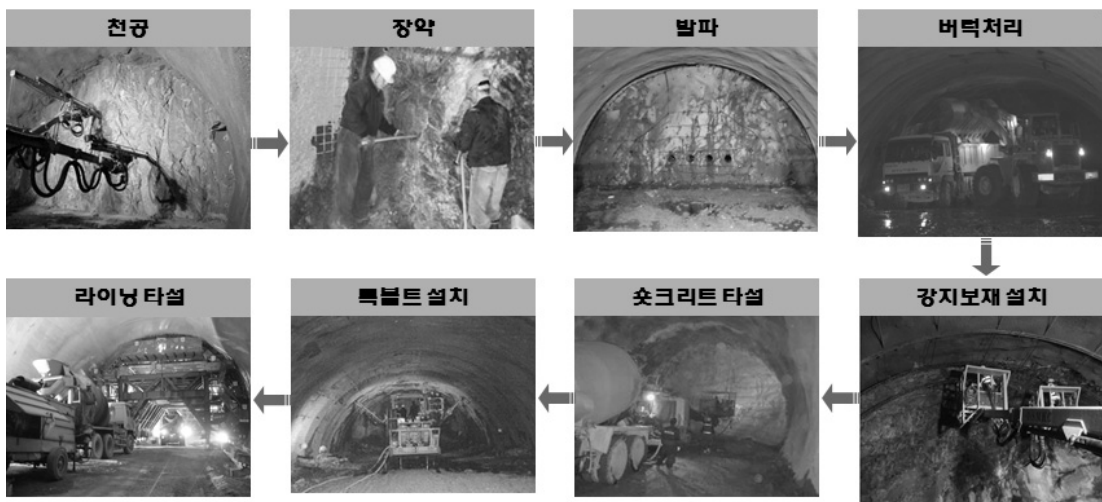 천공
장약
발파
버력처리
라이닝 타설
록볼트 설치
숏크리트 타설
강지보재 설치